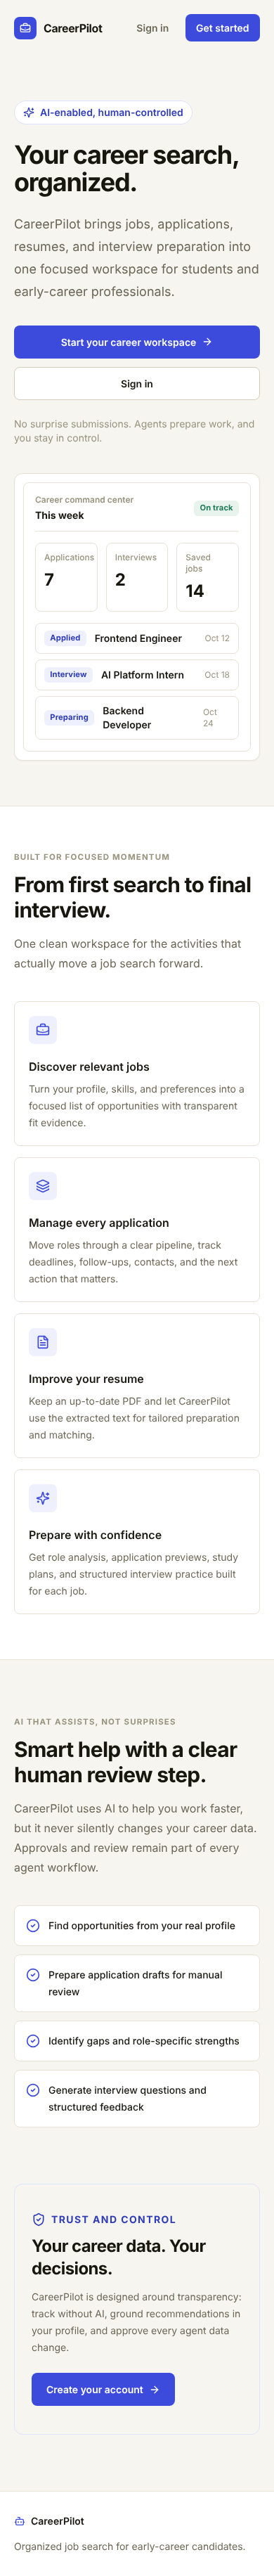 CareerPilot
Sign in
Get started
AI-enabled, human-controlled
Your career search,
organized.
CareerPilot brings jobs, applications,
resumes, and interview preparation into
one focused workspace for students and
early-career professionals.
Start your career workspace
Sign in
No surprise submissions. Agents prepare work, and
you stay in control.
Career command center
This week
On track
Applications
7
Interviews
2
Saved
jobs
14
Applied Frontend Engineer Oct 12
Interview AI Platform Intern Oct 18
Preparing Backend
Developer Oct
24
BUILT FOR FOCUSED MOMENTUM
From first search to final
interview.
One clean workspace for the activities that
actually move a job search forward.
Discover relevant jobs
Turn your profile, skills, and preferences into a
focused list of opportunities with transparent
fit evidence.
Manage every application
Move roles through a clear pipeline, track
deadlines, follow-ups, contacts, and the next
action that matters.
Improve your resume
Keep an up-to-date PDF and let CareerPilot
use the extracted text for tailored preparation
and matching.
Prepare with confidence
Get role analysis, application previews, study
plans, and structured interview practice built
for each job.
AI THAT ASSISTS, NOT SURPRISES
Smart help with a clear
human review step.
CareerPilot uses AI to help you work faster,
but it never silently changes your career data.
Approvals and review remain part of every
agent workflow.
Find opportunities from your real profile
Prepare application drafts for manual
review
Identify gaps and role-specific strengths
Generate interview questions and
structured feedback
TRUST AND CONTROL
Your career data. Your
decisions.
CareerPilot is designed around transparency:
track without AI, ground recommendations in
your profile, and approve every agent data
change.
Create your account
CareerPilot
Organized job search for early-career candidates.